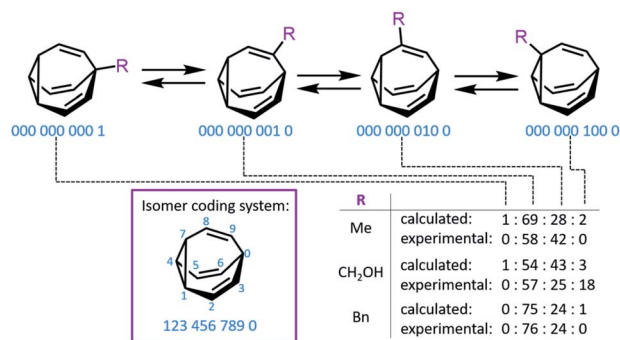 R
R
R
R
000 000 000 1
000 000 001 0
000 000 010 0
000 000 100 0
Isomer coding system:
8
7
9
4
5
6
0
1
3
2
123 456 789 0
R
Me
calculated: 1 : 69 : 28 : 2
experimental: 0 : 58 : 42 : 0
CH₂OH
calculated: 1 : 54 : 43 : 3
experimental: 0 : 57 : 25 : 18
Bn
calculated: 0 : 75 : 24 : 1
experimental: 0 : 76 : 24 : 0